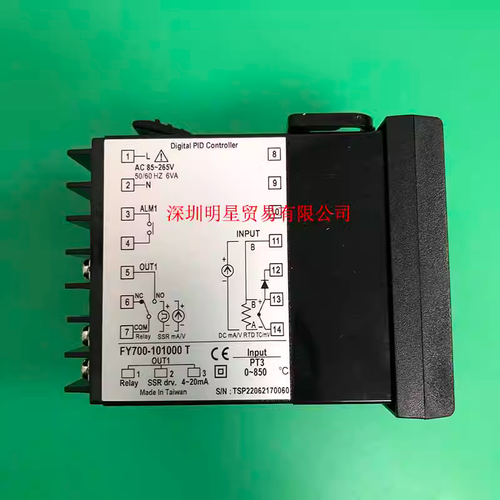 Digital PID Controller
1 L
AC 85~265V
50/60 HZ 6VA
2 N
3 ALM1
4
5 OUT1
6 NC NO
7 COM
Relay SSR mA/V
8
9
10
INPUT
11
B
12
13
B
A
14
DC mA/V RTD TC/mV
深圳明星贸易有限公司
FY700-101000 T
OUT1
1 2 3
Relay SSR drv. 4~20mA
Made In Taiwan
CE
Input
PT3
0~850 °C
S/N : TSP22062170060